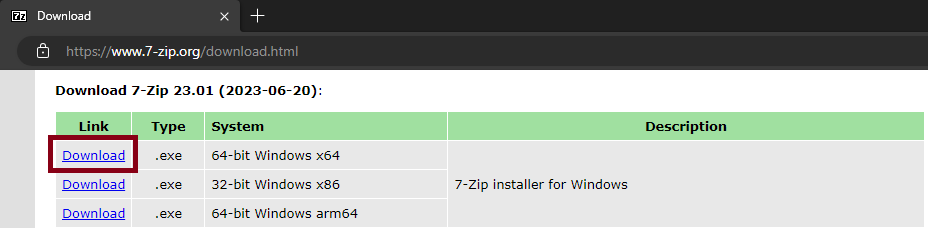 Download
https://www.7-zip.org/download.html
Download 7-Zip 23.01 (2023-06-20):
Link Type System Description
Download .exe 64-bit Windows x64
Download .exe 32-bit Windows x86 7-Zip installer for Windows
Download .exe 64-bit Windows arm64